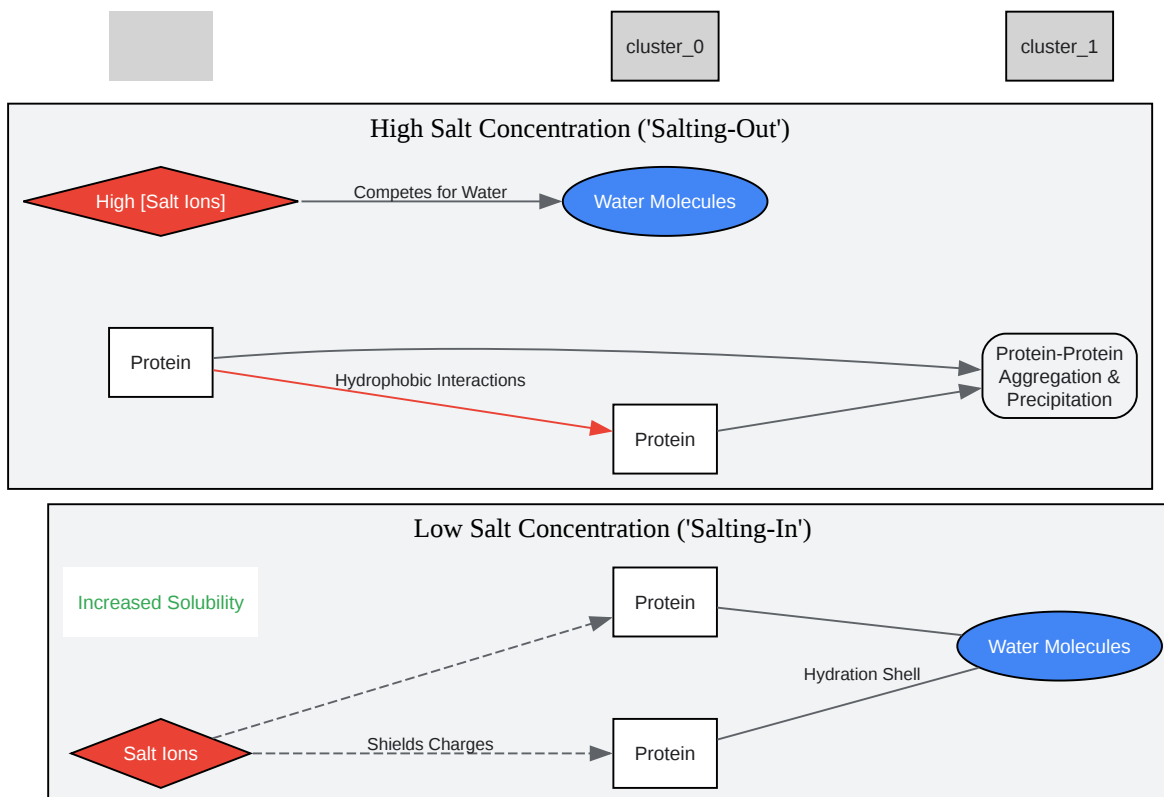 cluster_0
cluster_1
High Salt Concentration ('Salting-Out')
High [Salt Ions]
Competes for Water
Water Molecules
Protein
Hydrophobic Interactions
Protein
Protein-Protein
Aggregation &
Precipitation
Low Salt Concentration ('Salting-In')
Increased Solubility
Protein
Water Molecules
Hydration Shell
Salt Ions
Shields Charges
Protein